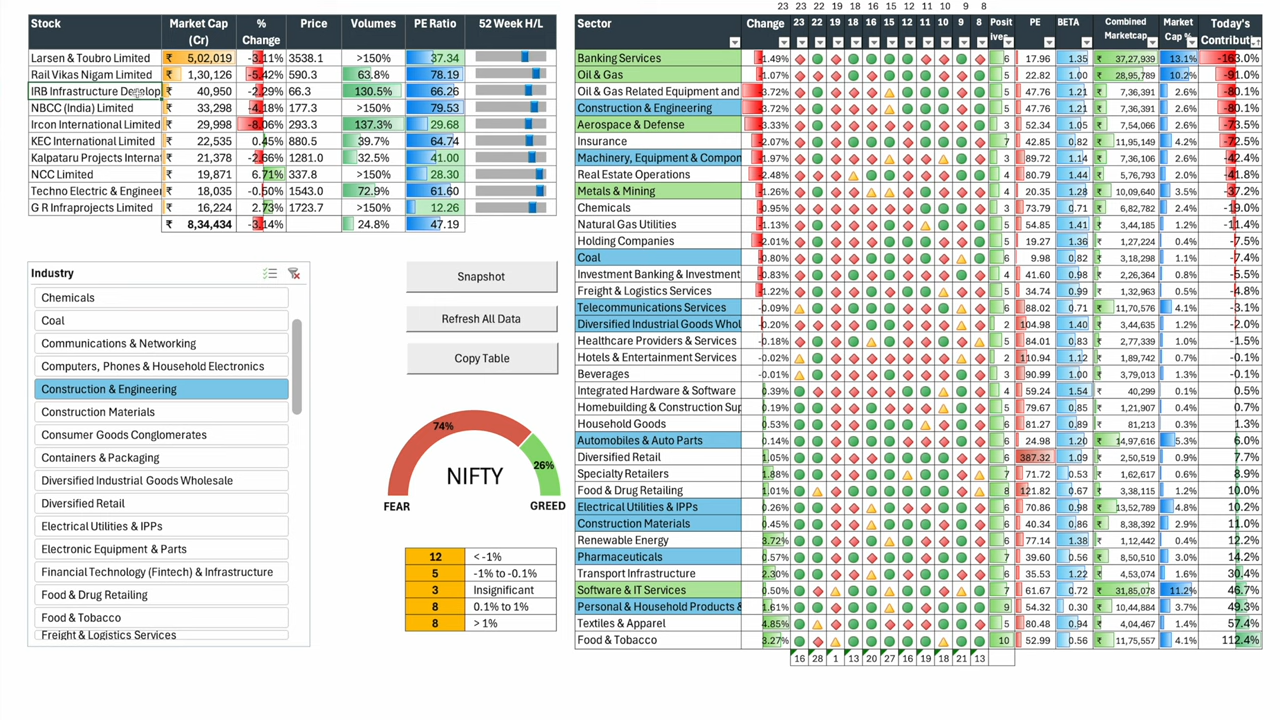 23 23 22 19 18 16 15 12 11 10 9 8
Stock Market Cap (Cr) % Change Price Volumes PE Ratio 52 Week H/L
Larsen & Toubro Limited ₹ 5,02,019 -3.11% 3538.1 >150% 37.34
Rail Vikas Nigam Limited ₹ 1,30,126 -5.42% 590.3 63.8% 78.19
IRB Infrastructure Develop ₹ 40,950 -2.29% 66.3 130.5% 66.26
NBCC (India) Limited ₹ 33,298 -4.18% 177.3 >150% 79.53
Ircon International Limited ₹ 29,998 -8.06% 293.3 137.3% 29.68
KEC International Limited ₹ 22,535 0.45% 880.5 39.7% 64.74
Kalpataru Projects Internat ₹ 21,378 -2.66% 1281.0 32.5% 41.00
NCC Limited ₹ 19,871 6.71% 337.8 >150% 28.30
Techno Electric & Engineer ₹ 18,035 -0.50% 1543.0 72.9% 61.60
G R Infraprojects Limited ₹ 16,224 2.73% 1723.7 >150% 12.26
₹ 8,34,434 -3.14% 24.8% 47.19
Industry
Chemicals
Coal
Communications & Networking
Computers, Phones & Household Electronics
Construction & Engineering
Construction Materials
Consumer Goods Conglomerates
Containers & Packaging
Diversified Industrial Goods Wholesale
Diversified Retail
Electrical Utilities & IPPs
Electronic Equipment & Parts
Financial Technology (Fintech) & Infrastructure
Food & Drug Retailing
Food & Tobacco
Freight & Logistics Services
Snapshot
Refresh All Data
Copy Table
74%
26%
NIFTY
FEAR GREED
12 < -1%
5 -1% to -0.1%
3 Insignificant
8 0.1% to 1%
8 > 1%
Sector Change 23 22 19 18 16 15 12 11 10 9 8 Posit ives PE BETA Combined Marketcap Market Cap % Today's Contributi
Banking Services -1.49% 6 17.96 1.35 ₹ 37,27,939 13.1% -163.0%
Oil & Gas -1.07% 5 22.82 1.00 ₹ 28,95,789 10.2% -91.0%
Oil & Gas Related Equipment and -3.72% 5 47.76 1.21 ₹ 7,36,391 2.6% -80.1%
Construction & Engineering -3.72% 5 47.76 1.21 ₹ 7,36,391 2.6% -80.1%
Aerospace & Defense -3.33% 3 52.34 1.05 ₹ 7,54,066 2.6% -73.5%
Insurance -2.07% 7 42.85 0.82 ₹ 11,95,149 4.2% -72.5%
Machinery, Equipment & Compon -1.97% 3 89.72 1.14 ₹ 7,36,106 2.6% -42.4%
Real Estate Operations -2.48% 4 80.79 1.44 ₹ 5,76,793 2.0% -41.8%
Metals & Mining -1.26% 4 20.35 1.28 ₹ 10,09,640 3.5% -37.2%
Chemicals -0.95% 3 73.79 0.71 ₹ 6,82,782 2.4% -19.0%
Natural Gas Utilities -1.13% 5 54.85 1.41 ₹ 3,44,185 1.2% -11.4%
Holding Companies -2.01% 5 19.27 1.36 ₹ 1,27,224 0.4% -7.5%
Coal -0.80% 6 9.98 0.82 ₹ 3,18,298 1.1% -7.4%
Investment Banking & Investment -0.83% 4 41.60 0.98 ₹ 2,26,364 0.8% -5.5%
Freight & Logistics Services -1.22% 5 34.74 0.99 ₹ 1,32,963 0.5% -4.8%
Telecommunications Services -0.09% 6 88.02 0.71 ₹ 11,70,576 4.1% -3.1%
Diversified Industrial Goods Whol -0.20% 2 104.98 1.40 ₹ 3,44,635 1.2% -2.0%
Healthcare Providers & Services -0.18% 5 84.01 0.83 ₹ 2,77,339 1.0% -1.5%
Hotels & Entertainment Services -0.02% 2 110.94 1.12 ₹ 1,89,742 0.7% -0.1%
Beverages -0.01% 3 90.99 1.00 ₹ 3,79,013 1.3% -0.1%
Integrated Hardware & Software 0.39% 4 59.24 1.54 ₹ 40,299 0.1% 0.5%
Homebuilding & Construction Sup 0.19% 5 79.67 0.85 ₹ 1,21,907 0.4% 0.7%
Household Goods 0.53% 6 81.27 0.89 ₹ 71,213 0.2% 1.3%
Automobiles & Auto Parts 0.14% 6 24.98 1.20 ₹ 14,97,616 5.3% 6.0%
Diversified Retail 1.05% 6 387.32 1.09 ₹ 2,50,519 0.9% 7.7%
Specialty Retailers 1.88% 7 71.72 0.53 ₹ 1,62,617 0.6% 8.9%
Food & Drug Retailing 1.01% 8 121.82 0.67 ₹ 3,38,115 1.2% 10.0%
Electrical Utilities & IPPs 0.26% 6 70.86 0.98 ₹ 13,52,789 4.8% 10.2%
Construction Materials 0.45% 6 40.34 0.86 ₹ 8,38,392 2.9% 11.0%
Renewable Energy 3.72% 6 77.14 1.38 ₹ 1,12,442 0.4% 12.2%
Pharmaceuticals 0.57% 6 39.60 0.56 ₹ 8,50,510 3.0% 14.2%
Transport Infrastructure 2.30% 6 35.53 1.22 ₹ 4,53,074 1.6% 30.4%
Software & IT Services 0.50% 7 61.67 0.72 ₹ 31,85,078 11.2% 46.7%
Personal & Household Products & 1.61% 9 54.32 0.30 ₹ 10,44,884 3.7% 49.3%
Textiles & Apparel 4.85% 5 80.48 0.94 ₹ 4,04,467 1.4% 57.4%
Food & Tobacco 3.27% 10 52.99 0.56 ₹ 11,75,557 4.1% 112.4%
16 28 1 13 20 27 16 19 18 21 13